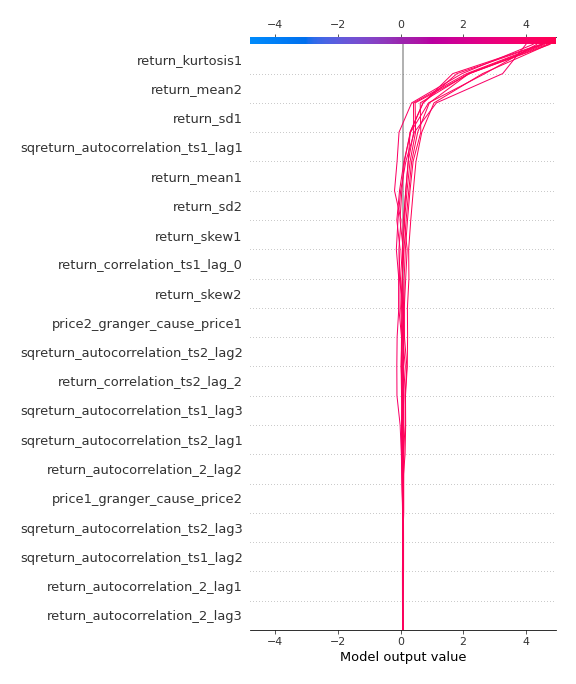 −4 −2 0 2 4
return_kurtosis1
return_mean2
return_sd1
sqreturn_autocorrelation_ts1_lag1
return_mean1
return_sd2
return_skew1
return_correlation_ts1_lag_0
return_skew2
price2_granger_cause_price1
sqreturn_autocorrelation_ts2_lag2
return_correlation_ts2_lag_2
sqreturn_autocorrelation_ts1_lag3
sqreturn_autocorrelation_ts2_lag1
return_autocorrelation_2_lag2
price1_granger_cause_price2
sqreturn_autocorrelation_ts2_lag3
sqreturn_autocorrelation_ts1_lag2
return_autocorrelation_2_lag1
return_autocorrelation_2_lag3
−4 −2 0 2 4
Model output value